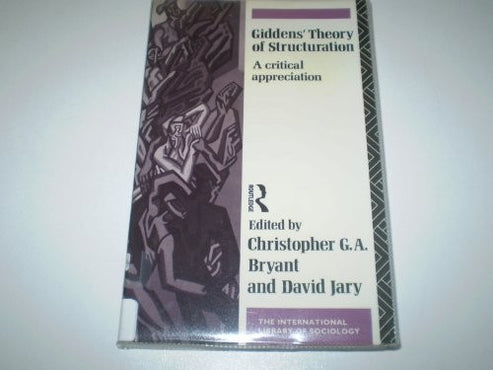 Giddens' Theory
of Structuration
A critical
appreciation
ROUTLEDGE
Edited by
Christopher G.A.
Bryant
and David Jary
THE INTERNATIONAL
LIBRARY OF SOCIOLOGY